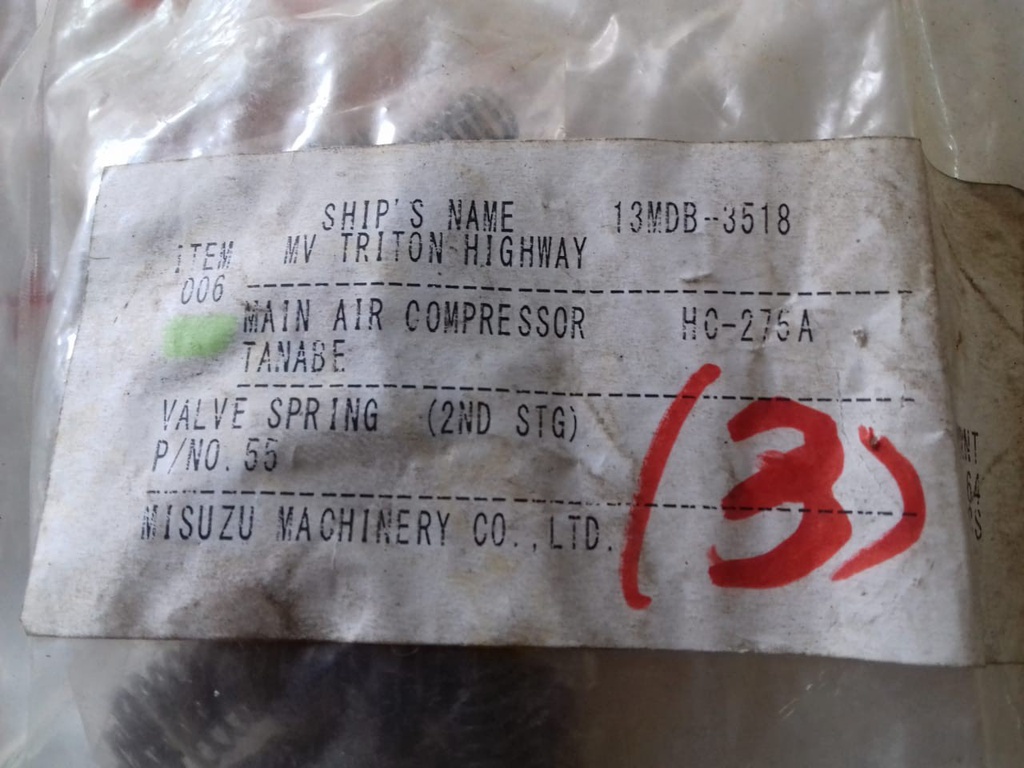 SHIP'S NAME 13MDB-3518
ITEM MV TRITON HIGHWAY
006
MAIN AIR COMPRESSOR HC-275A
TANABE
VALVE SPRING (2ND STG)
P/NO. 55
(3)
MISUZU MACHINERY CO., LTD.